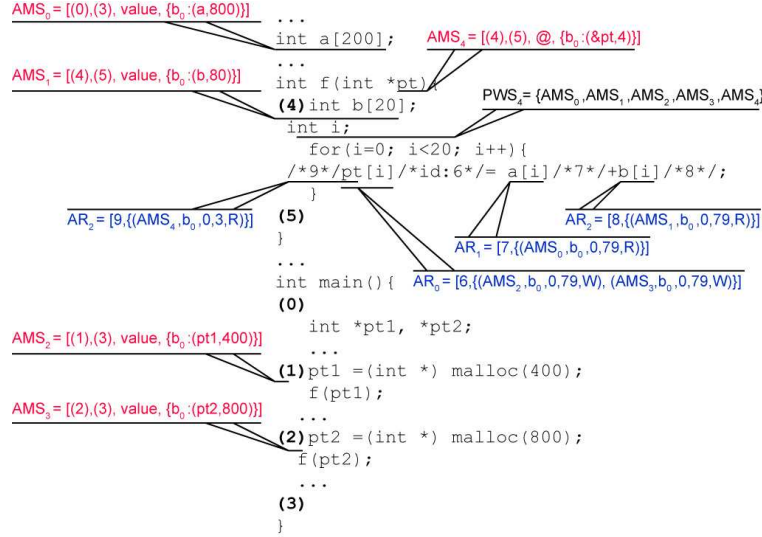 AMS0 = [(0),(3), value, {b0:(a,800)}]
...
int a[200];
AMS4 = [(4),(5), @, {b0:(&pt,4)}]
...
AMS1 = [(4),(5), value, {b0:(b,80)}]
int f(int *pt){
PWS4 = {AMS0,AMS1,AMS2,AMS3,AMS4}
(4)int b[20];
int i;
for(i=0; i<20; i++){
/*9*/pt[i]/*id:6*/= a[i]/*7*/+b[i]/*8*/;
}
AR2 = [9,{(AMS4,b0,0,3,R)}]
AR2 = [8,{(AMS1,b0,0,79,R)}]
(5)
}
AR1 = [7,{(AMS0,b0,0,79,R)}]
...
int main(){
AR0 = [6,{(AMS2,b0,0,79,W), (AMS3,b0,0,79,W)}]
(0)
int *pt1, *pt2;
AMS2 = [(1),(3), value, {b0:(pt1,400)}]
...
(1)pt1 =(int *) malloc(400);
f(pt1);
AMS3 = [(2),(3), value, {b0:(pt2,800)}]
...
(2)pt2 =(int *) malloc(800);
f(pt2);
...
(3)
}